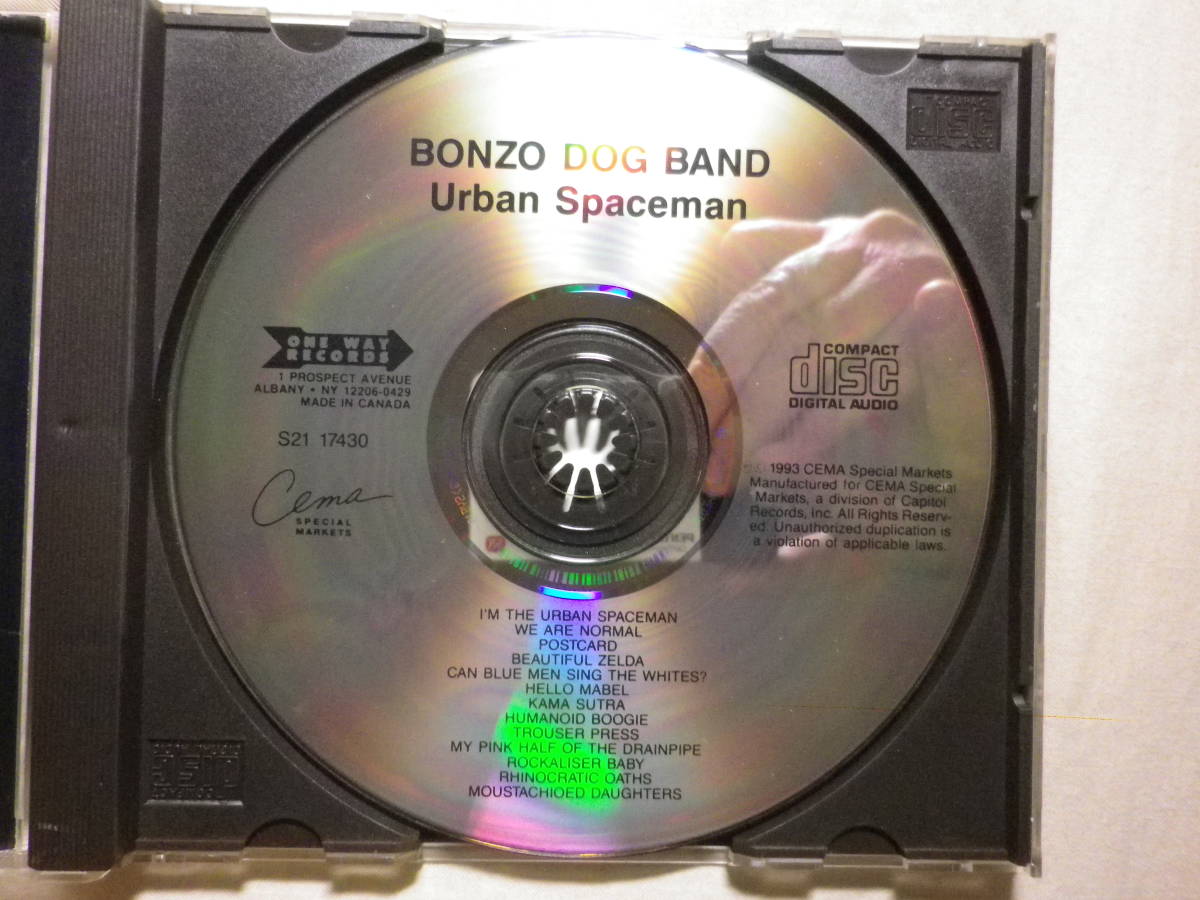 BONZO DOG BAND
Urban Spaceman
ONE WAY
RECORDS
1 PROSPECT AVENUE
ALBANY • NY 12206-0429
MADE IN CANADA
S21 17430
Cema
SPECIAL
MARKETS
COMPACT
disc
DIGITAL AUDIO
1993 CEMA Special Markets
Manufactured for CEMA Special
Markets, a division of Capitol
Records, Inc. All Rights Reserv-
ed. Unauthorized duplication is
a violation of applicable laws.
I'M THE URBAN SPACEMAN
WE ARE NORMAL
POSTCARD
BEAUTIFUL ZELDA
CAN BLUE MEN SING THE WHITES?
HELLO MABEL
KAMA SUTRA
HUMANOID BOOGIE
TROUSER PRESS
MY PINK HALF OF THE DRAINPIPE
ROCKALISER BABY
RHINOCRATIC OATHS
MOUSTACHIOED DAUGHTERS
COMPACT
disc
DIGITAL AUDIO